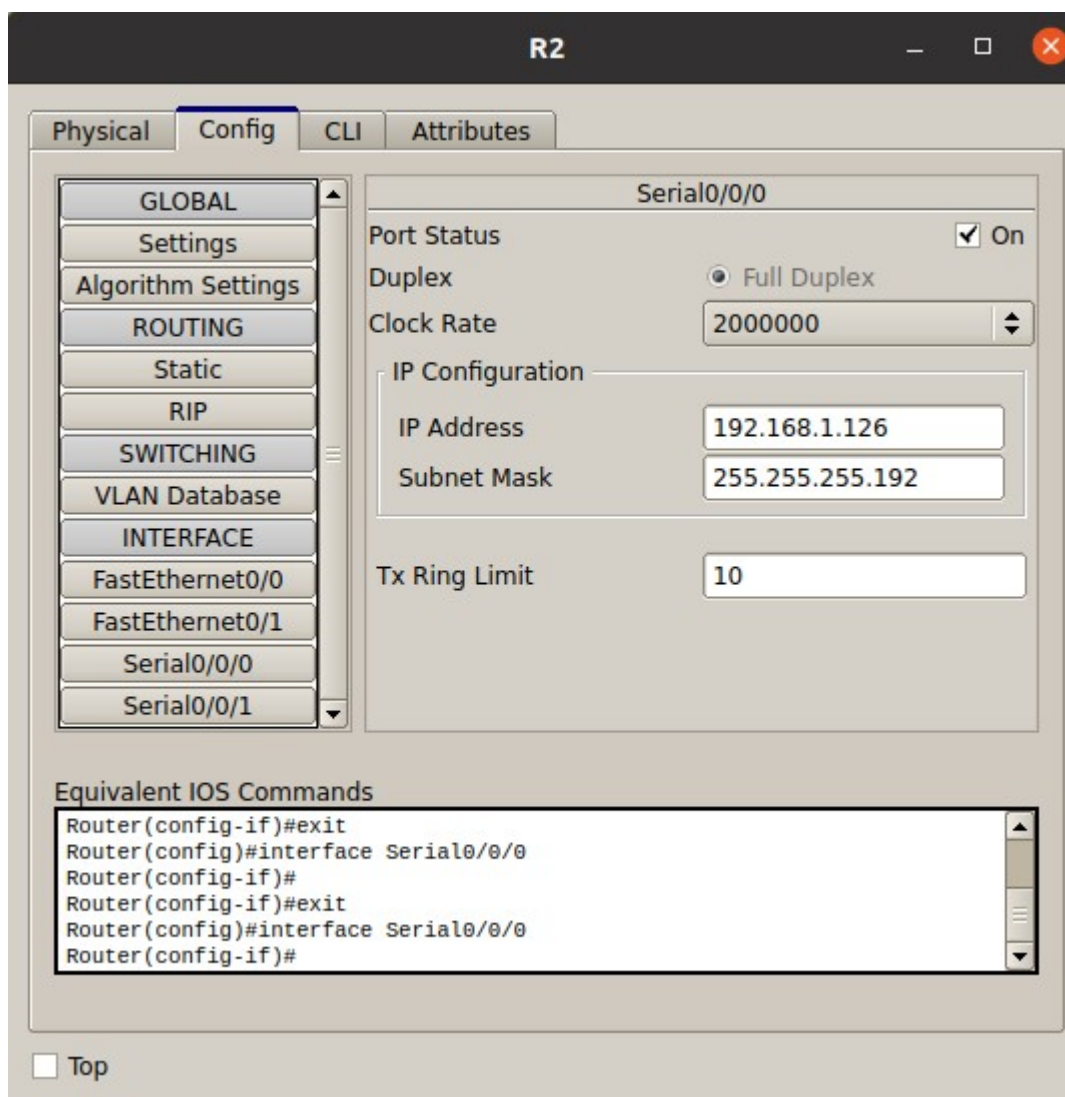 R2
Physical Config CLI Attributes
GLOBAL
Settings
Algorithm Settings
ROUTING
Static
RIP
SWITCHING
VLAN Database
INTERFACE
FastEthernet0/0
FastEthernet0/1
Serial0/0/0
Serial0/0/1
Serial0/0/0
Port Status On
Duplex Full Duplex
Clock Rate 2000000
IP Configuration
IP Address 192.168.1.126
Subnet Mask 255.255.255.192
Tx Ring Limit 10
Equivalent IOS Commands
Router(config-if)#exit
Router(config)#interface Serial0/0/0
Router(config-if)#
Router(config-if)#exit
Router(config)#interface Serial0/0/0
Router(config-if)#
Top